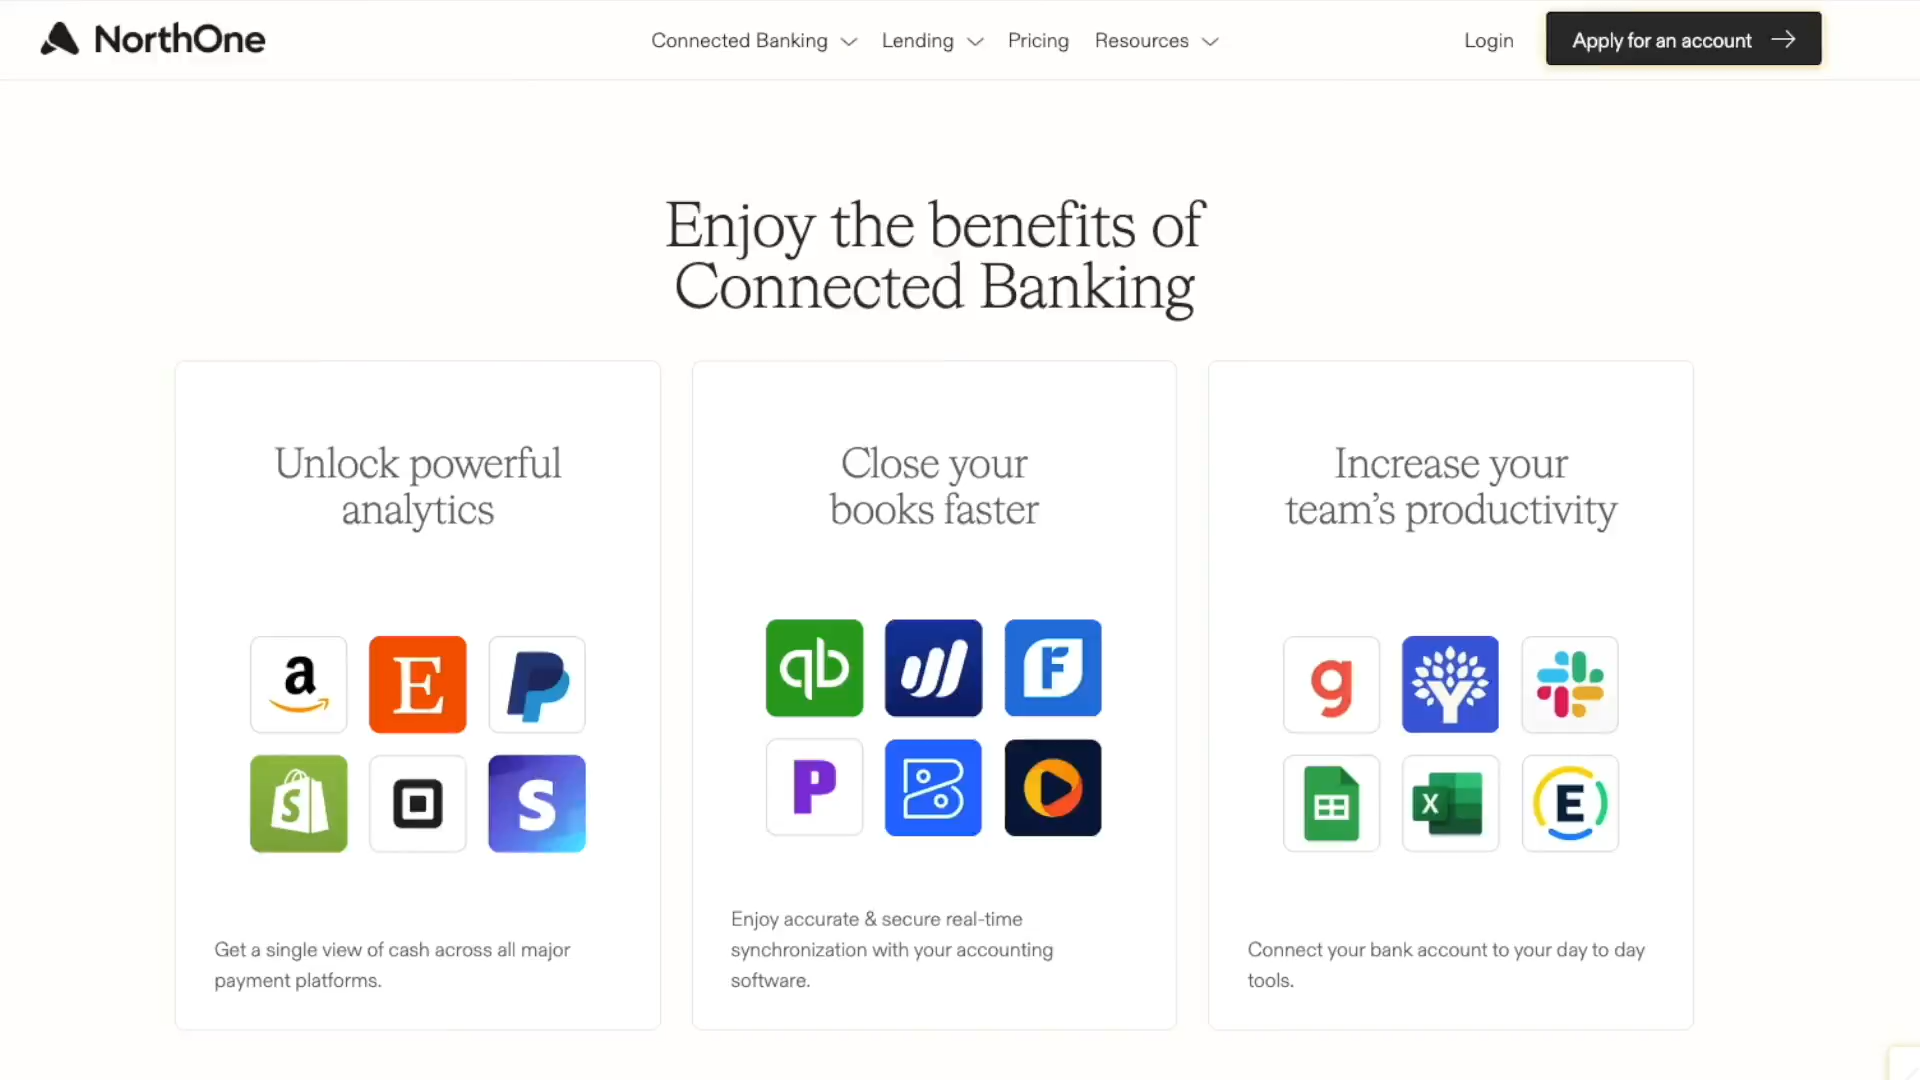 NorthOne
Connected Banking
Lending
Pricing
Resources
Login
Apply for an account
Enjoy the benefits of
Connected Banking
Unlock powerful
analytics
a
E
P
S
S
Get a single view of cash across all major
payment platforms.
Close your
books faster
qb
F
P
B
Enjoy accurate & secure real-time
synchronization with your accounting
software.
Increase your
team’s productivity
g
Y
X
E
Connect your bank account to your day to day
tools.